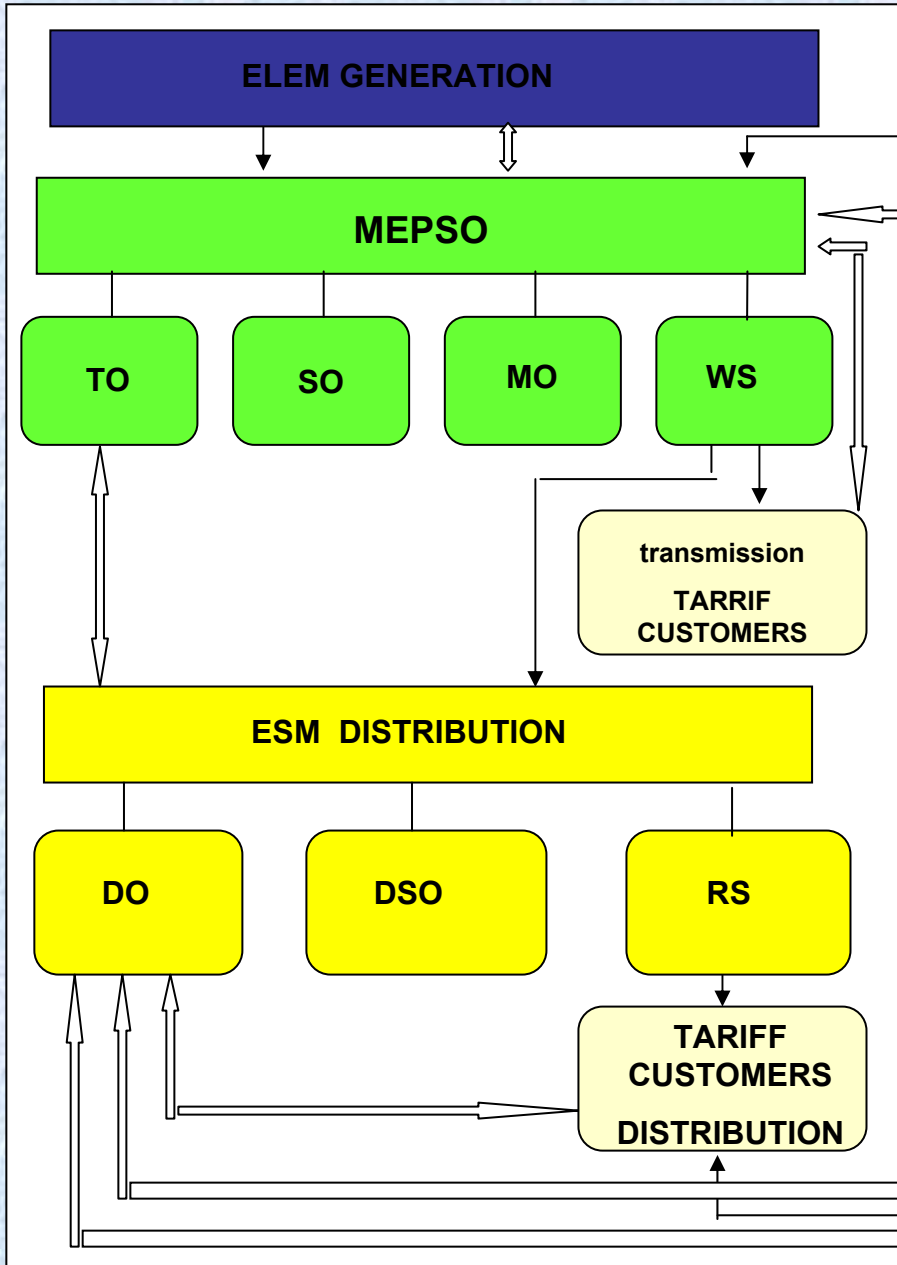 ELEM GENERATION
MEPSO
TO
SO
MO
WS
transmission
TARRIF
CUSTOMERS
ESM DISTRIBUTION
DO
DSO
RS
TARIFF
CUSTOMERS
DISTRIBUTION